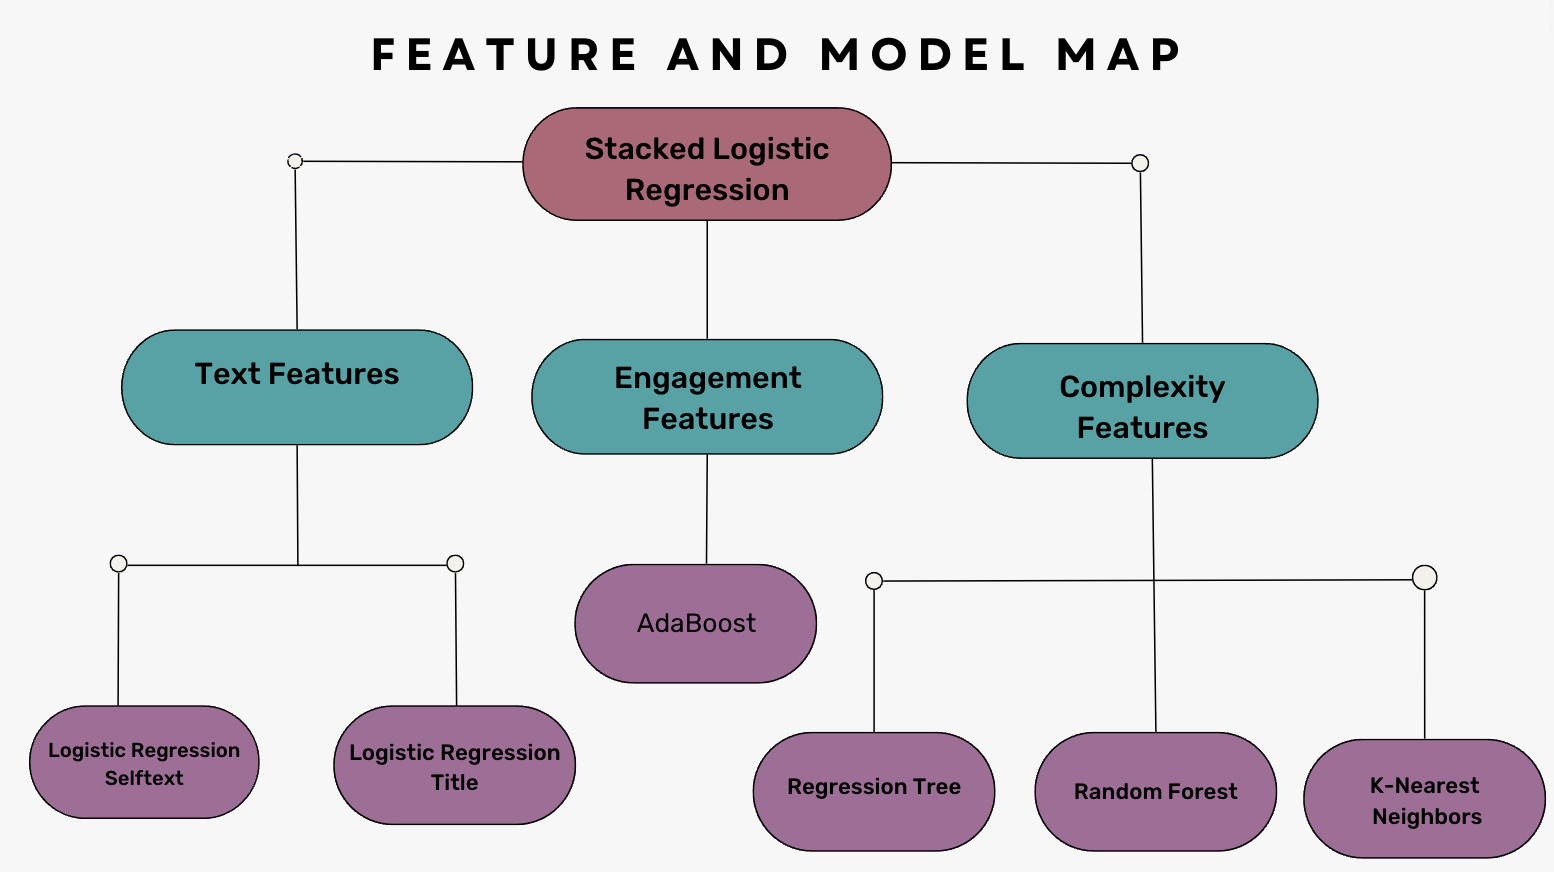 FEATURE AND MODEL MAP
Stacked Logistic
Regression
Text Features
Engagement
Features
Complexity
Features
AdaBoost
Logistic Regression
Selftext
Logistic Regression
Title
Regression Tree
Random Forest
K-Nearest
Neighbors